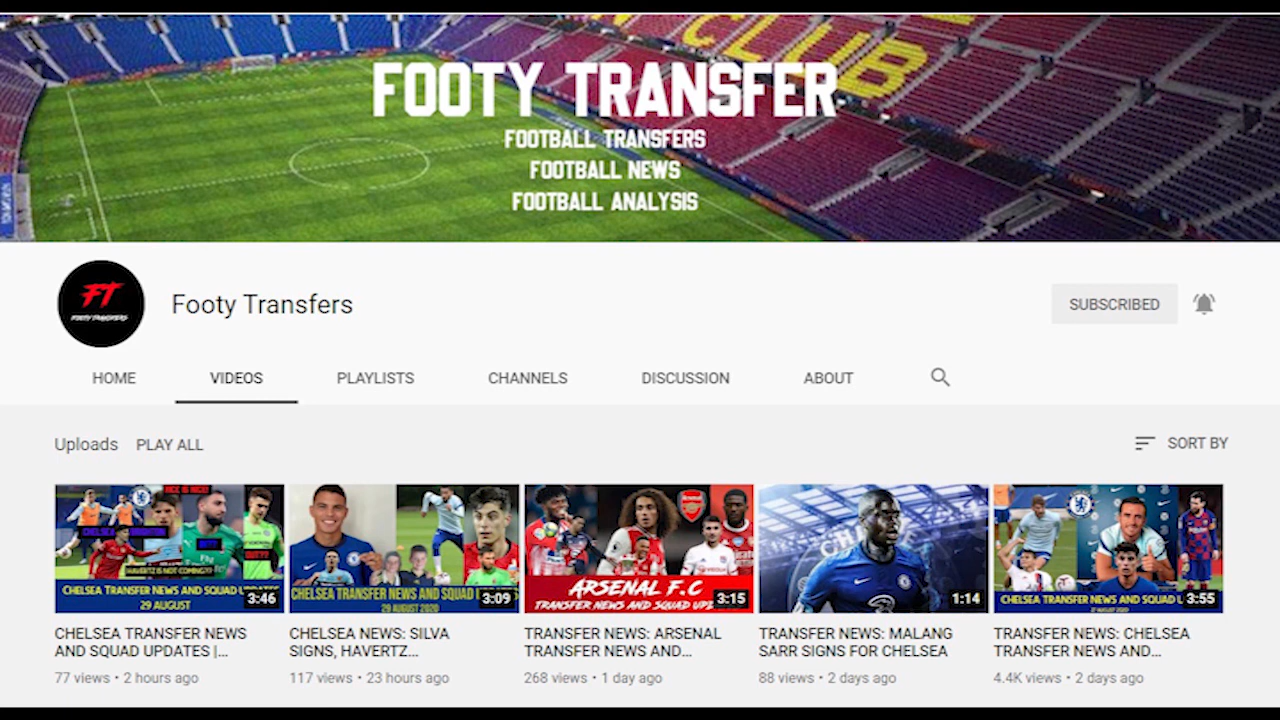 CLUB
FOOTY TRANSFER
FOOTBALL TRANSFERS
FOOTBALL NEWS
FOOTBALL ANALYSIS
FT
FOOTY TRANSFERS
Footy Transfers
SUBSCRIBED
HOME VIDEOS PLAYLISTS CHANNELS DISCUSSION ABOUT
Uploads PLAY ALL SORT BY
CHELSEA TRANSFER NEWS AND SQUAD
29 AUGUST
3:46
CHELSEA TRANSFER NEWS AND SQUAD
29 AUGUST 2020
3:09
Arsenal
ARSENAL F.C
TRANSFER NEWS AND SQUAD
3:15
1:14
CHELSEA TRANSFER NEWS AND SQUAD
3:55
CHELSEA TRANSFER NEWS
AND SQUAD UPDATES |...
77 views • 2 hours ago
CHELSEA NEWS: SILVA
SIGNS, HAVERTZ...
117 views • 23 hours ago
TRANSFER NEWS: ARSENAL
TRANSFER NEWS AND...
268 views • 1 day ago
TRANSFER NEWS: MALANG
SARR SIGNS FOR CHELSEA
88 views • 2 days ago
TRANSFER NEWS: CHELSEA
TRANSFER NEWS AND...
4.4K views • 2 days ago